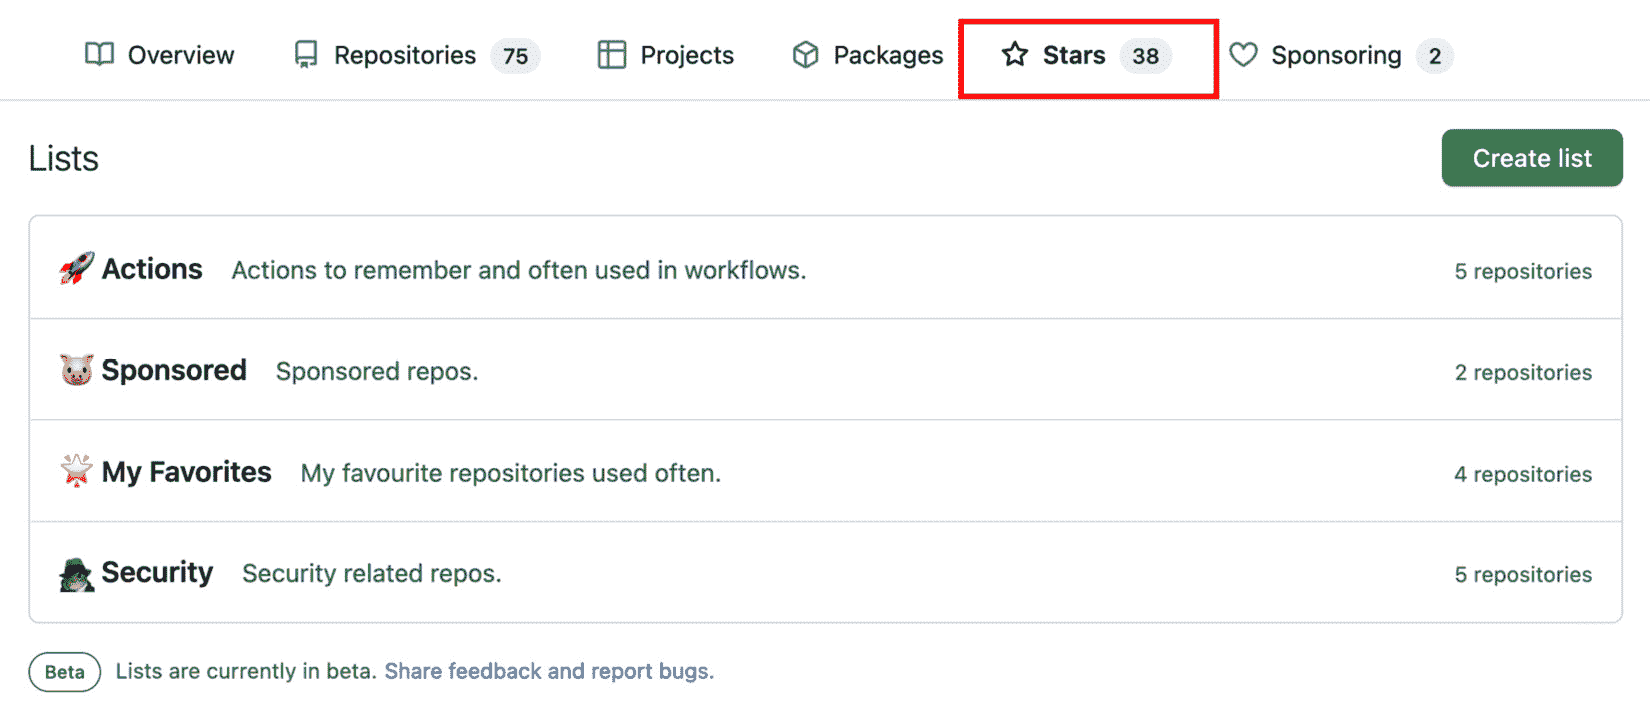 Overview Repositories 75 Projects Packages Stars 38 Sponsoring 2
Lists
Create list
Actions Actions to remember and often used in workflows. 5 repositories
Sponsored Sponsored repos. 2 repositories
My Favorites My favourite repositories used often. 4 repositories
Security Security related repos. 5 repositories
Beta Lists are currently in beta. Share feedback and report bugs.